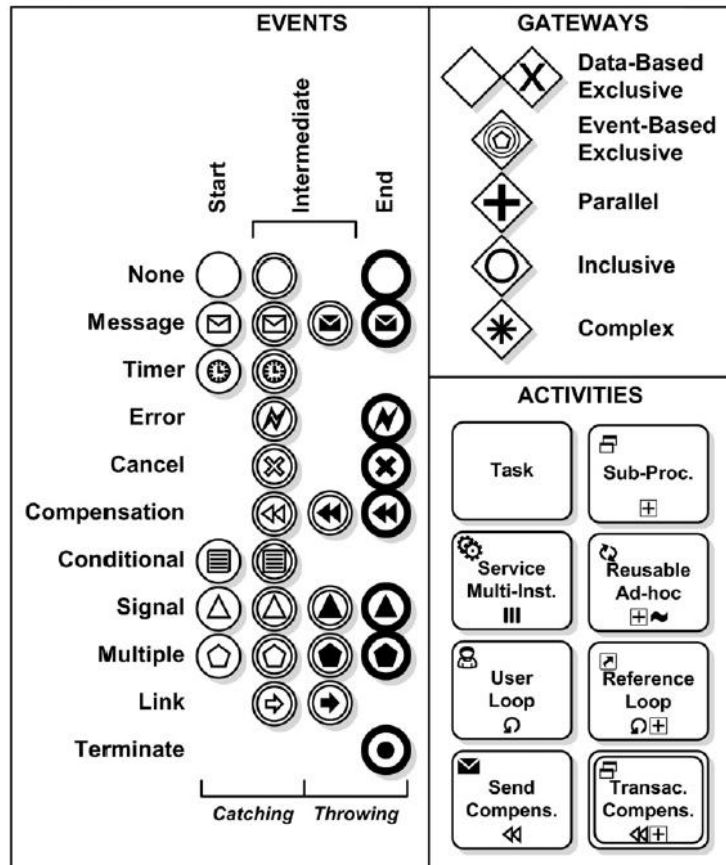 EVENTS
Start
Intermediate
End
None
Message
Timer
Error
Cancel
Compensation
Conditional
Signal
Multiple
Link
Terminate
Catching
Throwing
GATEWAYS
X
Data-Based
Exclusive
Event-Based
Exclusive
Parallel
Inclusive
Complex
ACTIVITIES
Task
Sub-Proc.
Service
Multi-Inst.
Reusable
Ad-hoc
User
Loop
Reference
Loop
Send
Compens.
Transac.
Compens.